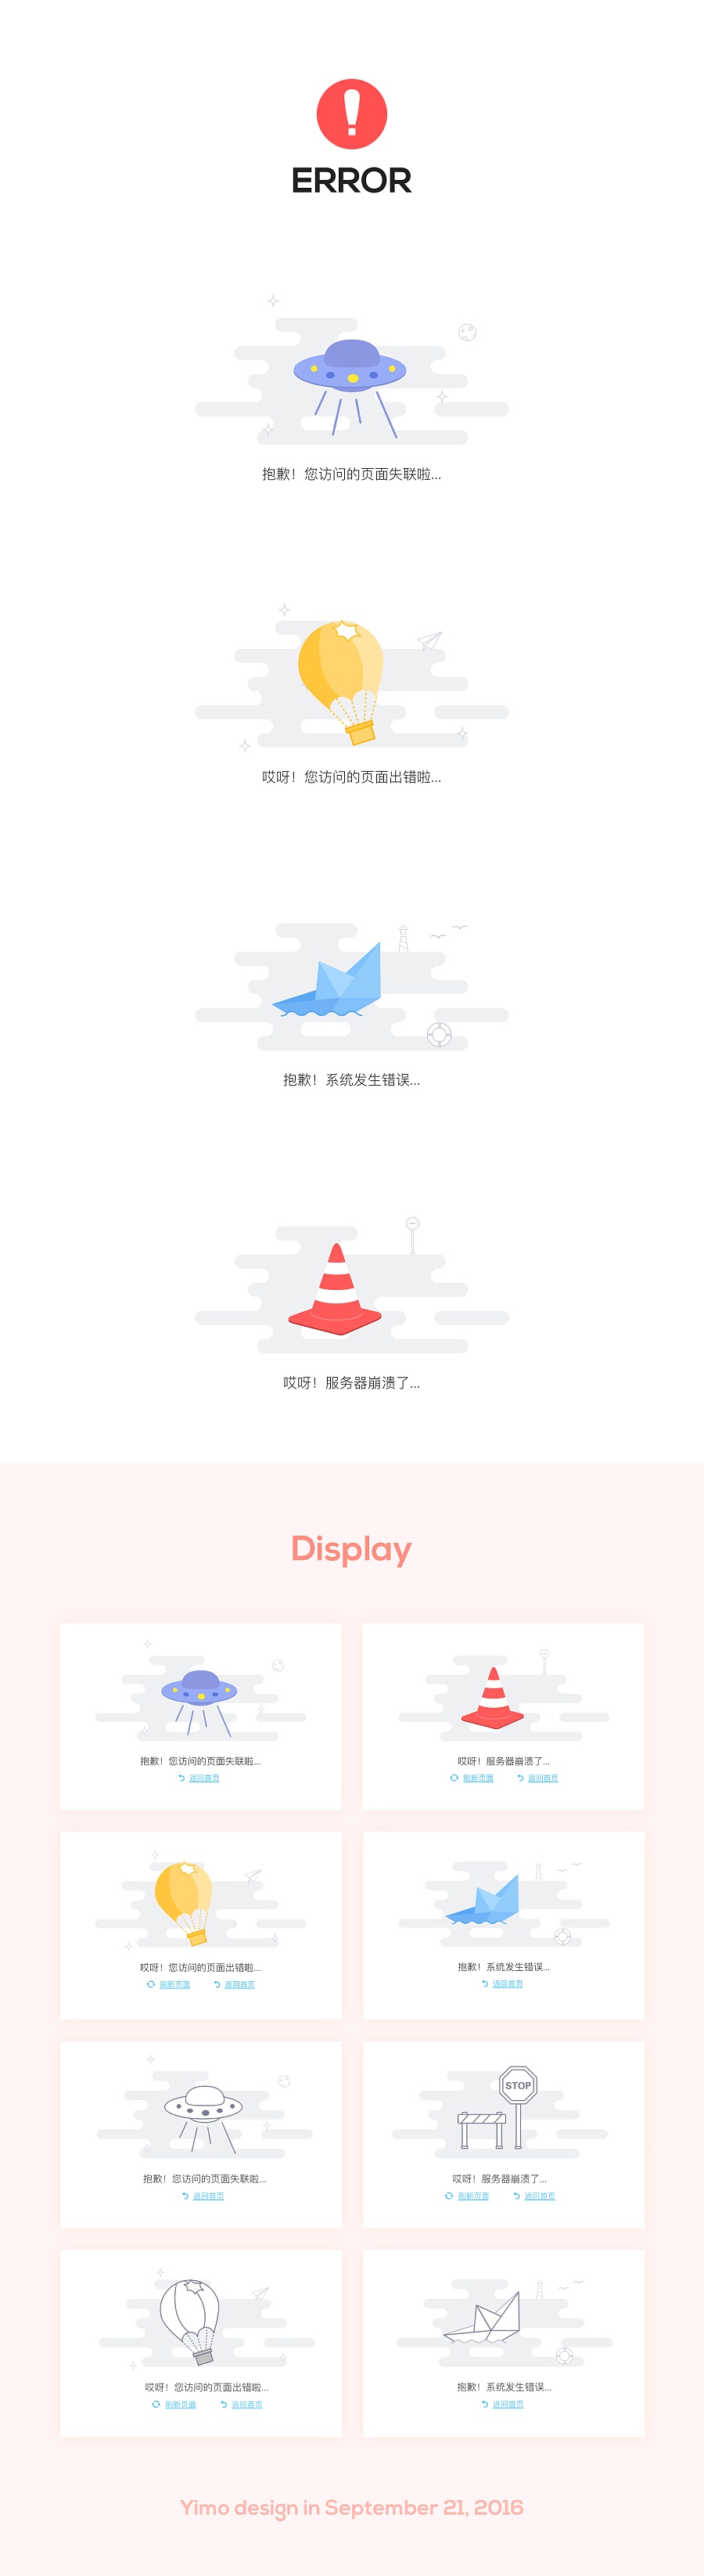 ERROR
抱歉！您访问的页面失联啦...
哎呀！您访问的页面出错啦...
抱歉！系统发生错误...
哎呀！服务器崩溃了...
Display
抱歉！您访问的页面失联啦...
返回首页
哎呀！服务器崩溃了...
刷新页面 返回首页
哎呀！您访问的页面出错啦...
刷新页面 返回首页
抱歉！系统发生错误...
返回首页
抱歉！您访问的页面失联啦...
返回首页
STOP
哎呀！服务器崩溃了...
刷新页面 返回首页
哎呀！您访问的页面出错啦...
刷新页面 返回首页
抱歉！系统发生错误...
返回首页
Yimo design in September 21, 2016